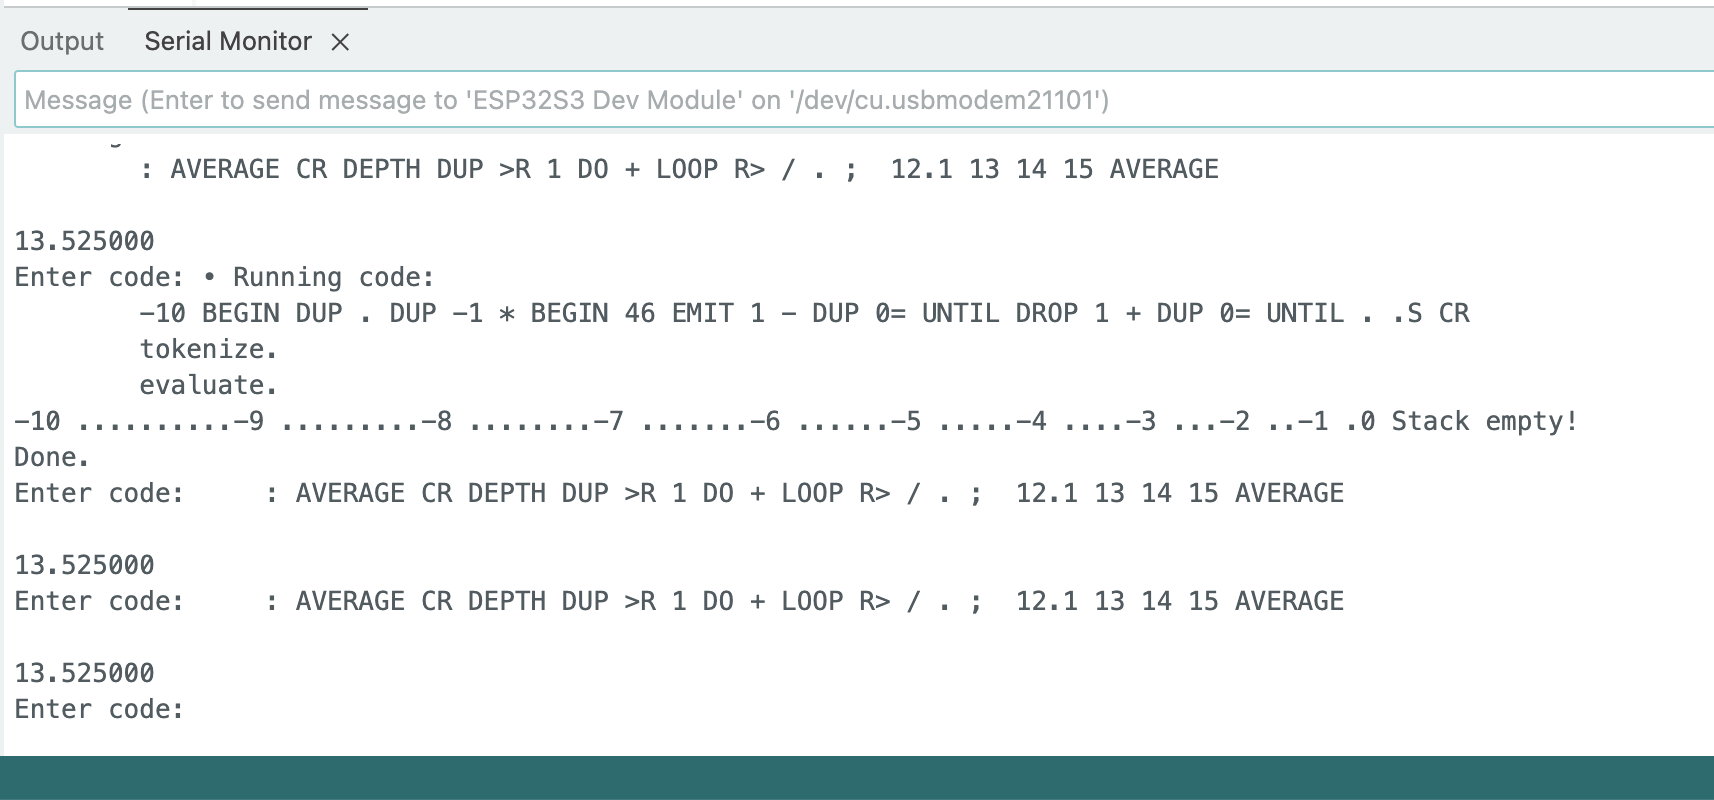 Output Serial Monitor ×
Message (Enter to send message to 'ESP32S3 Dev Module' on '/dev/cu.usbmodem21101')
: AVERAGE CR DEPTH DUP >R 1 DO + LOOP R> / . ;  12.1 13 14 15 AVERAGE
13.525000
Enter code: • Running code:
-10 BEGIN DUP . DUP -1 * BEGIN 46 EMIT 1 - DUP 0= UNTIL DROP 1 + DUP 0= UNTIL . .S CR
tokenize.
evaluate.
-10 ..........-9 .........-8 ........-7 .......-6 ......-5 .....-4 ....-3 ...-2 ..-1 .0 Stack empty!
Done.
Enter code:     : AVERAGE CR DEPTH DUP >R 1 DO + LOOP R> / . ;  12.1 13 14 15 AVERAGE
13.525000
Enter code:     : AVERAGE CR DEPTH DUP >R 1 DO + LOOP R> / . ;  12.1 13 14 15 AVERAGE
13.525000
Enter code: